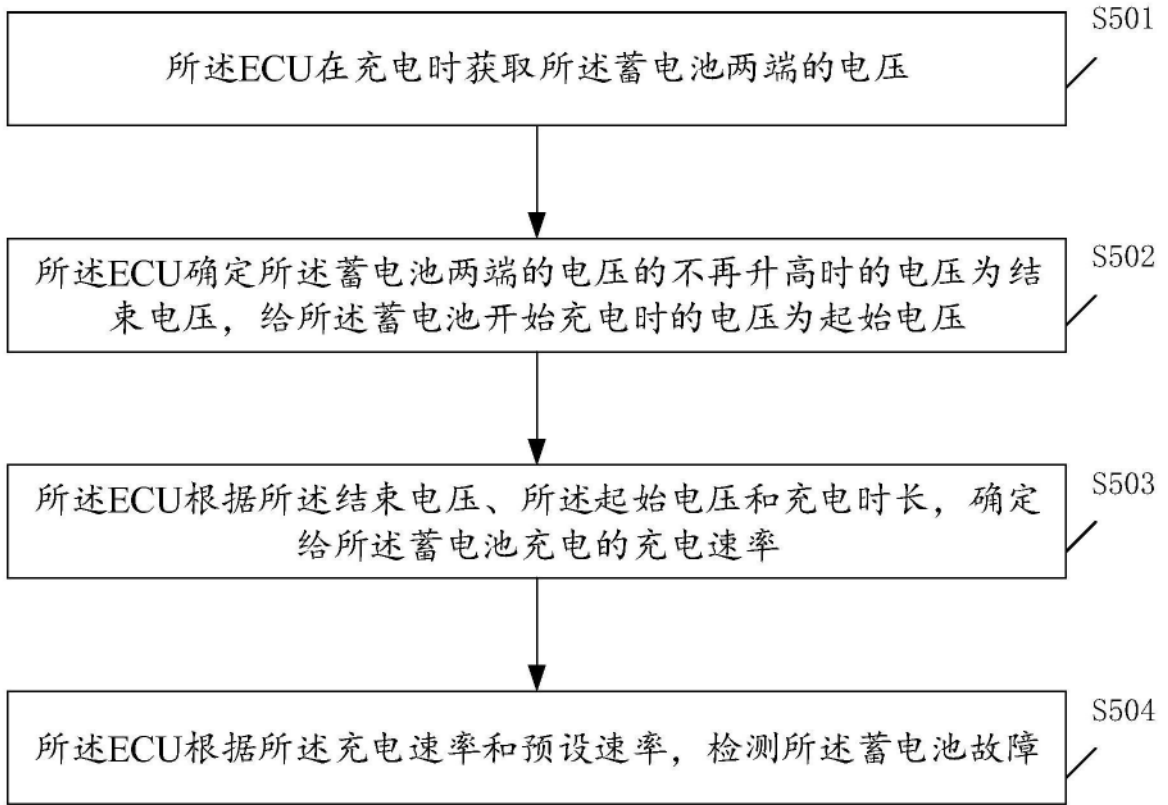 S501
所述ECU在充电时获取所述蓄电池两端的电压
S502
所述ECU确定所述蓄电池两端的电压的不再升高时的电压为结
束电压，给所述蓄电池开始充电时的电压为起始电压
S503
所述ECU根据所述结束电压、所述起始电压和充电时长，确定
给所述蓄电池充电的充电速率
S504
所述ECU根据所述充电速率和预设速率，检测所述蓄电池故障